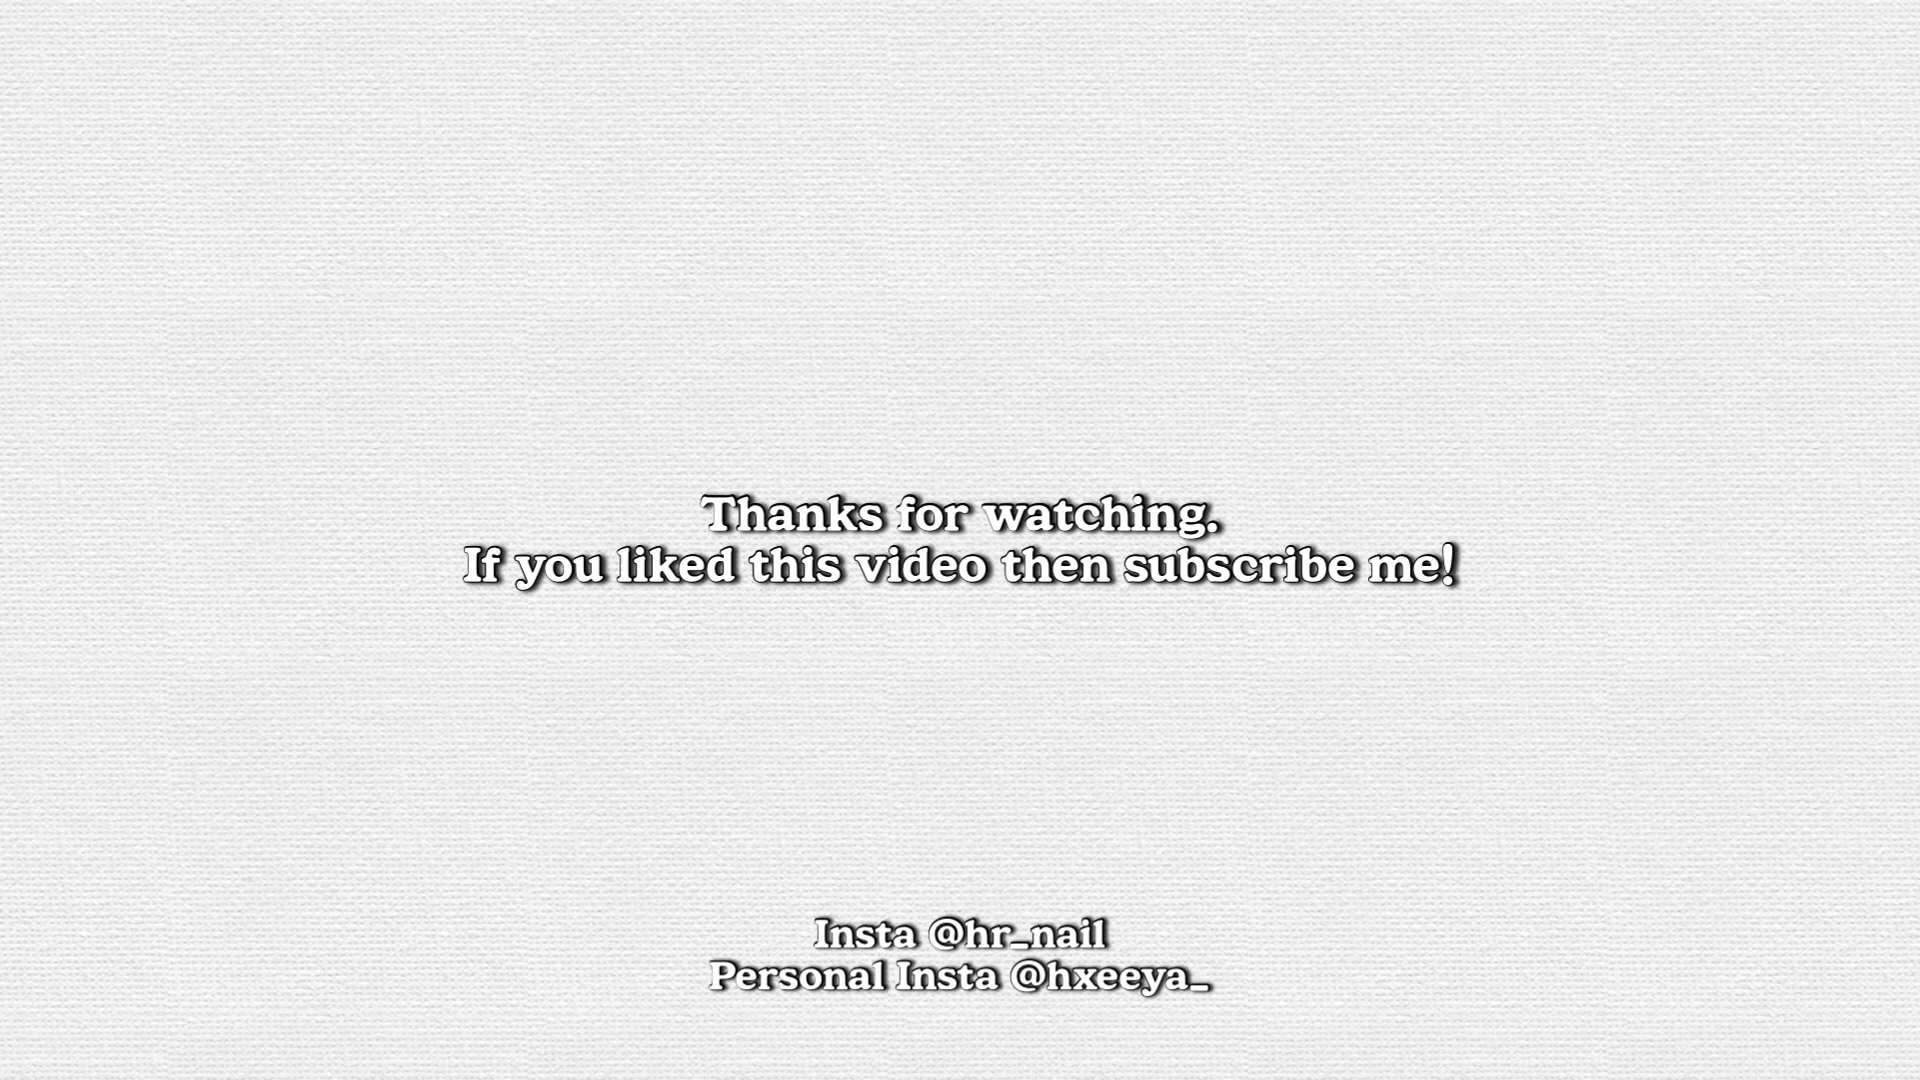 Thanks for watching.
If you liked this video then subscribe me!
Insta @hr_nail
Personal Insta @hxeeya_